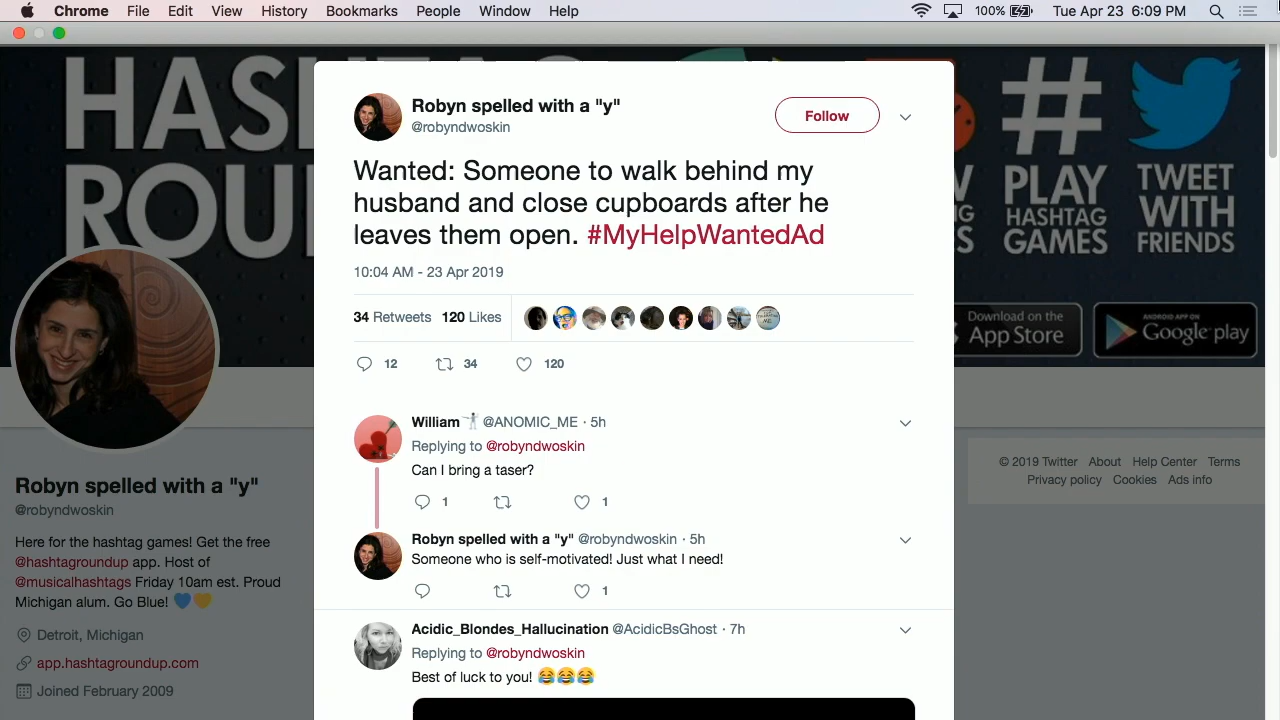 Chrome File Edit View History Bookmarks People Window Help 100% Tue Apr 23 6:09 PM
HAS
ROU
#
PLAY
HASHTAG
GAMES
TWEET
WITH
FRIENDS
Download on the
App Store
ANDROID APP ON
Google play
Robyn spelled with a "y"
@robyndwoskin
Follow
Wanted: Someone to walk behind my
husband and close cupboards after he
leaves them open. #MyHelpWantedAd
10:04 AM - 23 Apr 2019
34 Retweets 120 Likes
12 34 120
William @ANOMIC_ME · 5h
Replying to @robyndwoskin
Can I bring a taser?
1 1
Robyn spelled with a "y" @robyndwoskin · 5h
Someone who is self-motivated! Just what I need!
1
Acidic_Blondes_Hallucination @AcidicBsGhost · 7h
Replying to @robyndwoskin
Best of luck to you! 😂😂😂
Robyn spelled with a "y"
@robyndwoskin
Here for the hashtag games! Get the free
@hashtagroundup app. Host of
@musicalhashtags Friday 10am est. Proud
Michigan alum. Go Blue! 💙💛
Detroit, Michigan
app.hashtagroundup.com
Joined February 2009
© 2019 Twitter About Help Center Terms
Privacy policy Cookies Ads info